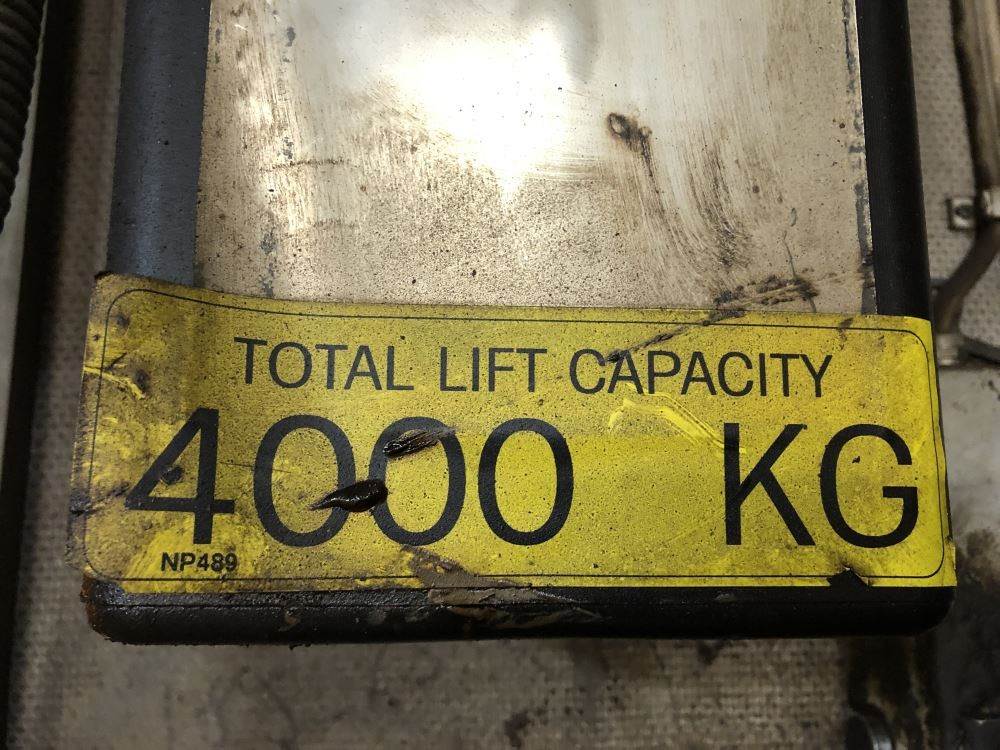 TOTAL LIFT CAPACITY
4000 KG
NP489